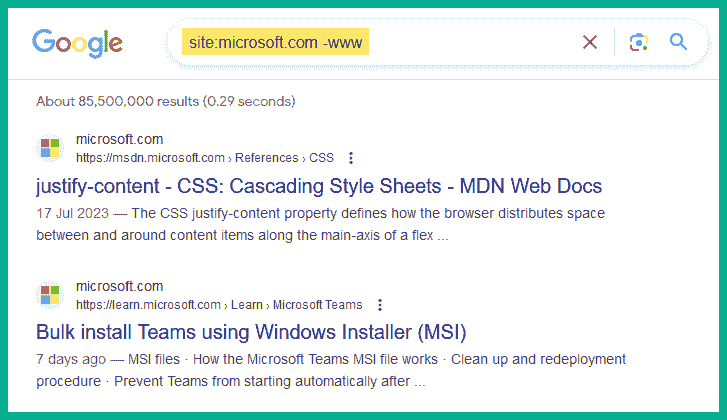 Google
site:microsoft.com -www
About 85,500,000 results (0.29 seconds)
microsoft.com
https://msdn.microsoft.com › References › CSS
justify-content - CSS: Cascading Style Sheets - MDN Web Docs
17 Jul 2023 — The CSS justify-content property defines how the browser distributes space
between and around content items along the main-axis of a flex ...
microsoft.com
https://learn.microsoft.com › Learn › Microsoft Teams
Bulk install Teams using Windows Installer (MSI)
7 days ago — MSI files · How the Microsoft Teams MSI file works · Clean up and redeployment
procedure · Prevent Teams from starting automatically after ...